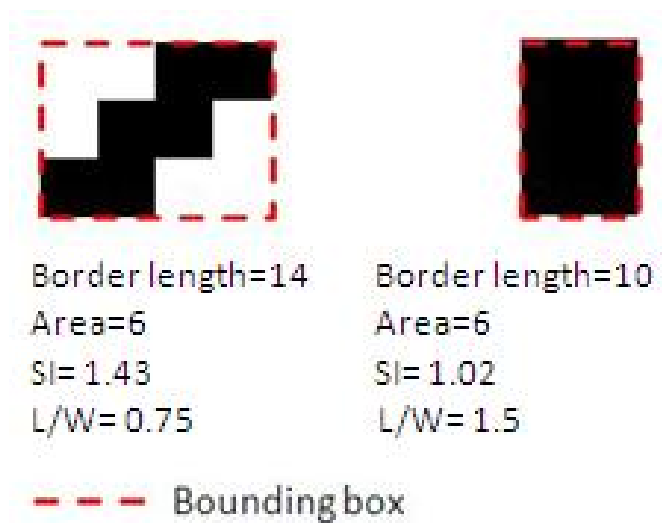 Border length=14
Area=6
SI= 1.43
L/W= 0.75
Border length=10
Area=6
SI= 1.02
L/W= 1.5
Bounding box